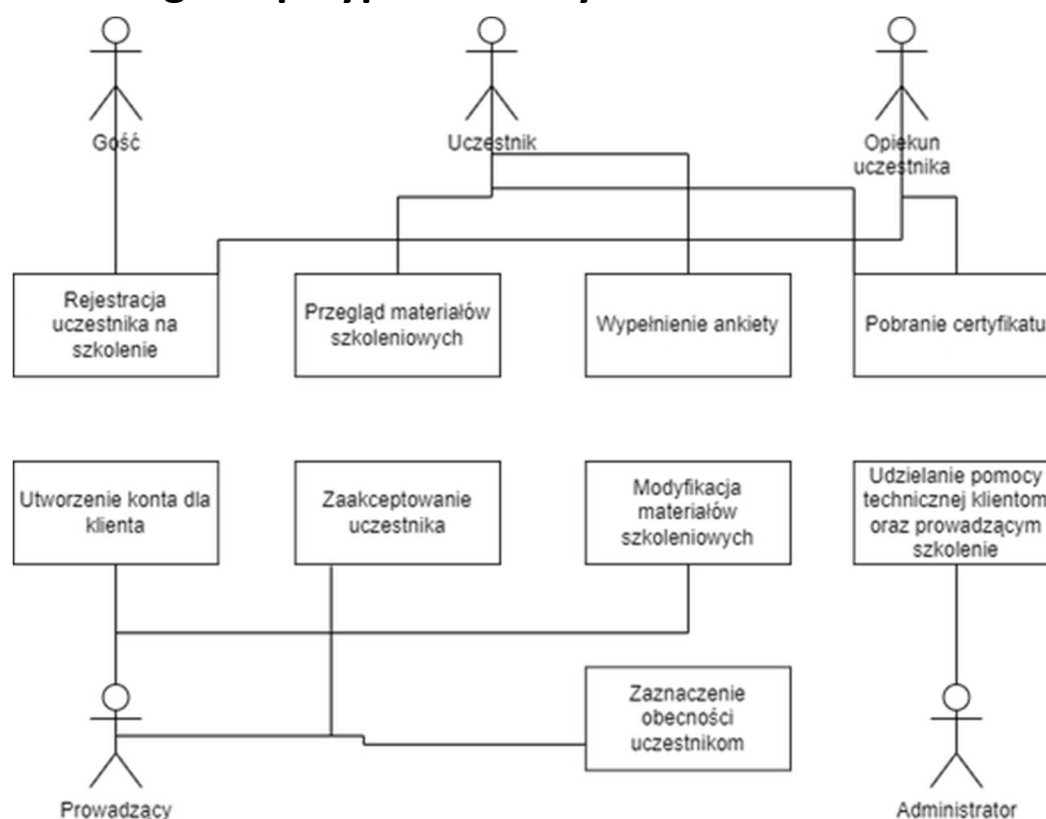 Gość
Uczestnik
Opiekun
uczestnika
Rejestracja
uczestnika na
szkolenie
Przegląd materiałów
szkoleniowych
Wypełnienie ankiety
Pobranie certyfikatu
Utworzenie konta dla
klienta
Zaakceptowanie
uczestnika
Modyfikacja
materiałów
szkoleniowych
Udzielanie pomocy
technicznej klientom
oraz prowadzącym
szkolenie
Zaznaczenie
obecności
uczestnikom
Prowadzący
Administrator